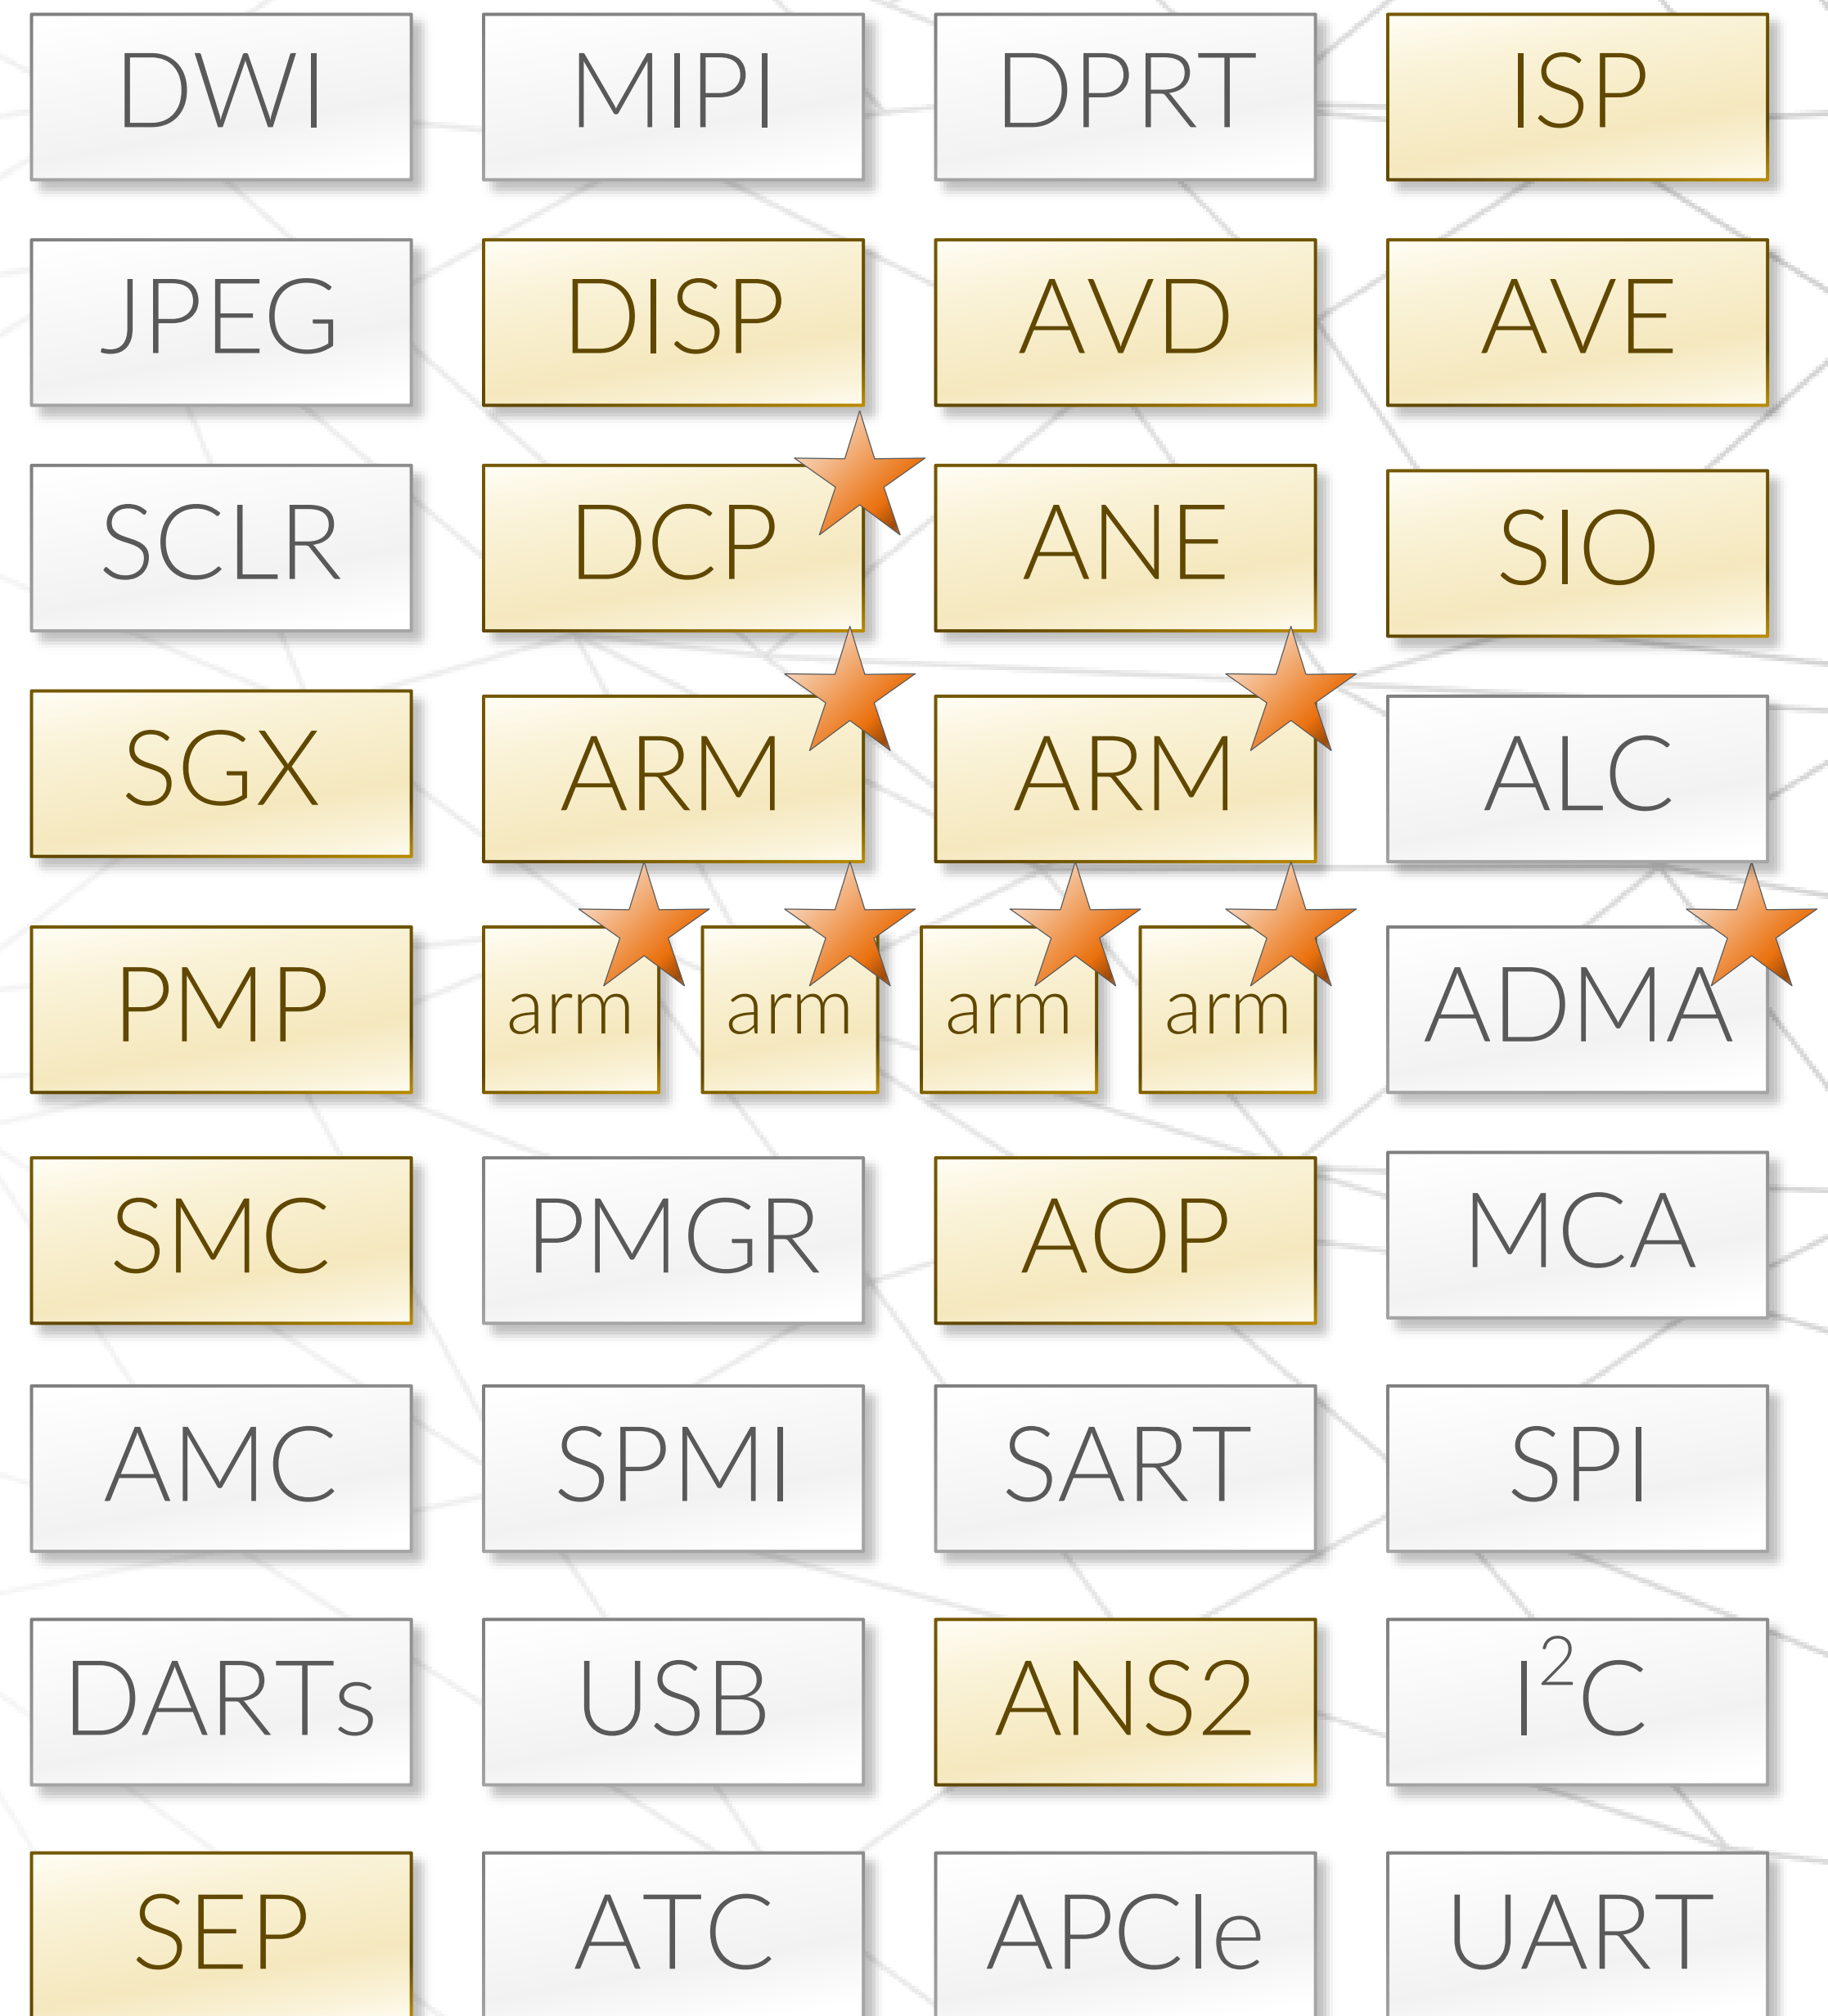 DWI MIPI DPRT ISP
JPEG DISP AVD AVE
SCLR DCP ANE SIO
SGX ARM ARM ALC
PMP arm arm arm arm ADMA
SMC PMGR AOP MCA
AMC SPMI SART SPI
DARTs USB ANS2 I²C
SEP ATC APCIe UART